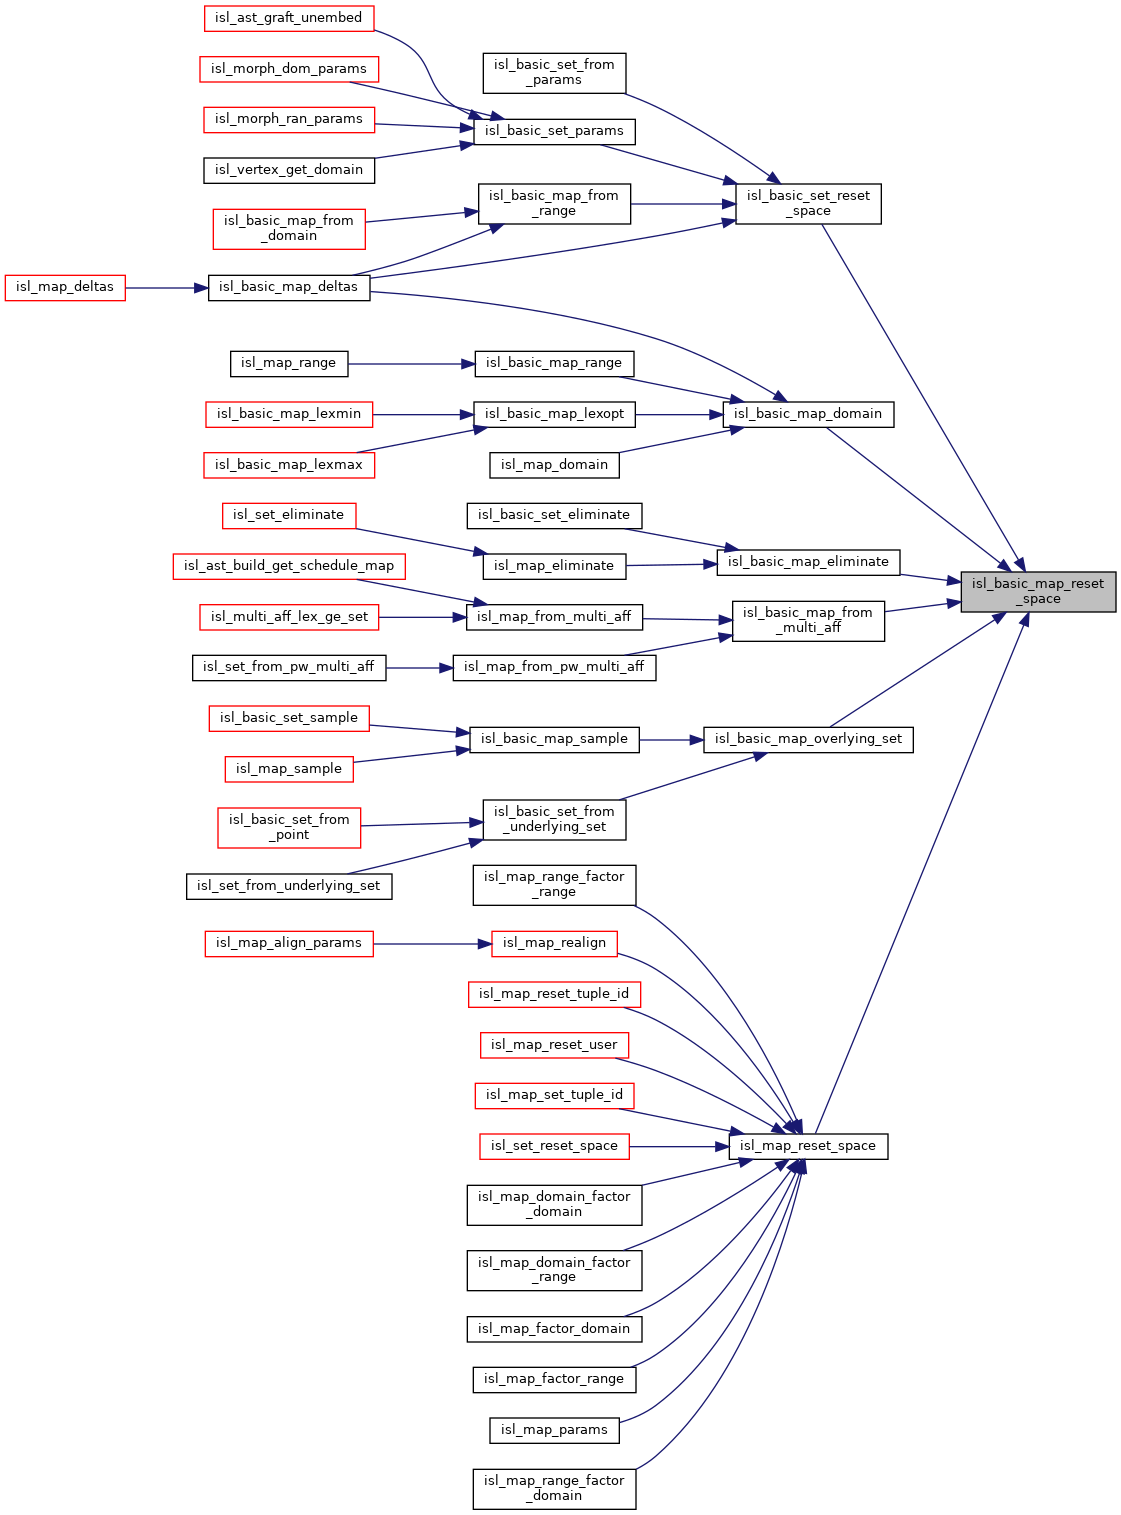 isl_ast_graft_unembed
isl_morph_dom_params
isl_basic_set_from
_params
isl_morph_ran_params
isl_basic_set_params
isl_vertex_get_domain
isl_basic_map_from
_range
isl_basic_set_reset
_space
isl_basic_map_from
_domain
isl_map_deltas
isl_basic_map_deltas
isl_map_range
isl_basic_map_range
isl_basic_map_lexmin
isl_basic_map_lexopt
isl_basic_map_domain
isl_basic_map_lexmax
isl_map_domain
isl_set_eliminate
isl_basic_set_eliminate
isl_ast_build_get_schedule_map
isl_map_eliminate
isl_basic_map_eliminate
isl_basic_map_reset
_space
isl_multi_aff_lex_ge_set
isl_map_from_multi_aff
isl_basic_map_from
_multi_aff
isl_set_from_pw_multi_aff
isl_map_from_pw_multi_aff
isl_basic_set_sample
isl_basic_map_sample
isl_basic_map_overlying_set
isl_map_sample
isl_basic_set_from
_point
isl_basic_set_from
_underlying_set
isl_set_from_underlying_set
isl_map_range_factor
_range
isl_map_align_params
isl_map_realign
isl_map_reset_tuple_id
isl_map_reset_user
isl_map_set_tuple_id
isl_set_reset_space
isl_map_reset_space
isl_map_domain_factor
_domain
isl_map_domain_factor
_range
isl_map_factor_domain
isl_map_factor_range
isl_map_params
isl_map_range_factor
_domain